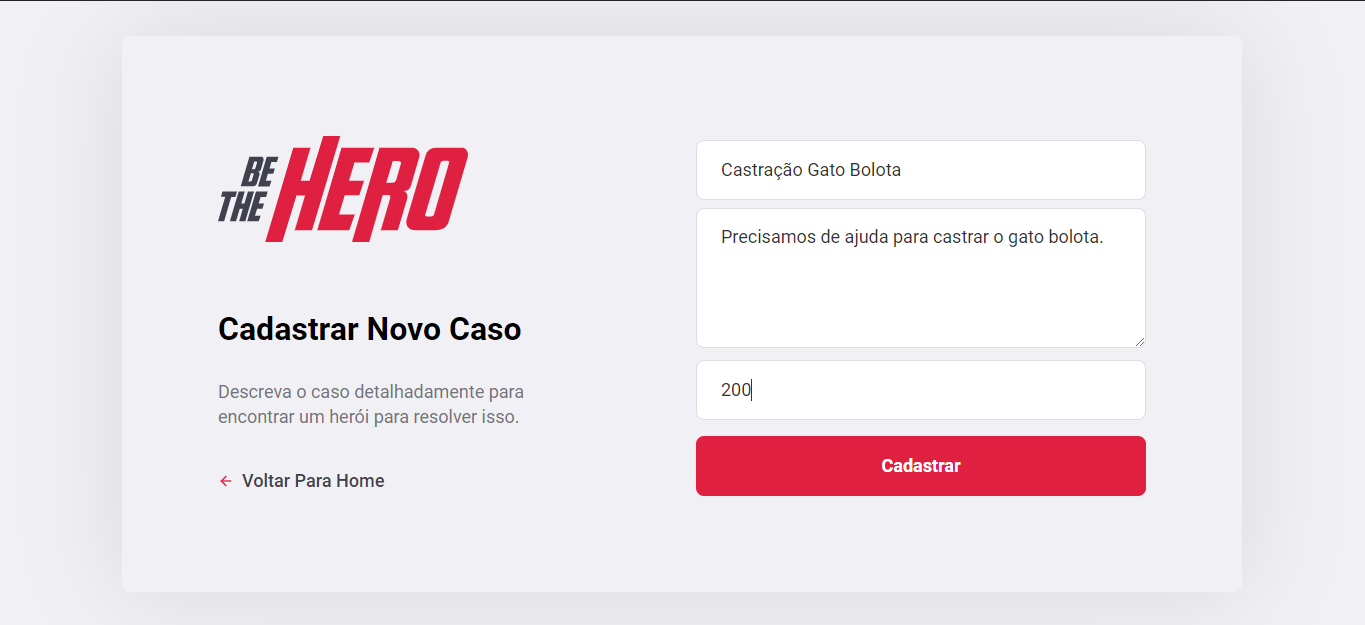 BE
THE
HERO
Cadastrar Novo Caso
Descreva o caso detalhadamente para
encontrar um herói para resolver isso.
Voltar Para Home
Castração Gato Bolota
Precisamos de ajuda para castrar o gato bolota.
200
Cadastrar